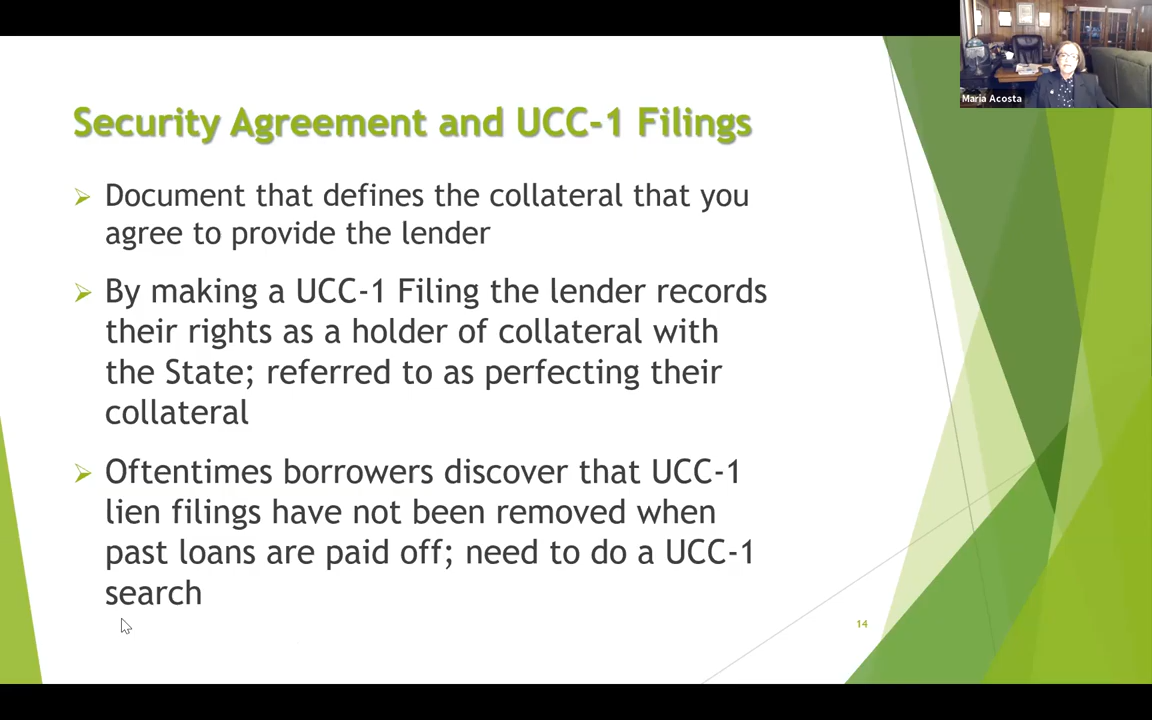 Maria Acosta
Security Agreement and UCC-1 Filings
Document that defines the collateral that you
agree to provide the lender
By making a UCC-1 Filing the lender records
their rights as a holder of collateral with
the State; referred to as perfecting their
collateral
Oftentimes borrowers discover that UCC-1
lien filings have not been removed when
past loans are paid off; need to do a UCC-1
search
14